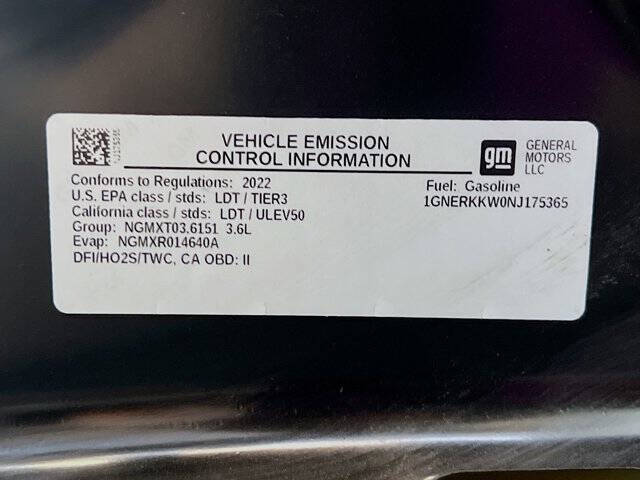 VEHICLE EMISSION
CONTROL INFORMATION
gm
GENERAL
MOTORS
LLC
NJ175365
Conforms to Regulations: 2022
U.S. EPA class / stds: LDT / TIER3
California class / stds: LDT / ULEV50
Group: NGMXT03.6151 3.6L
Evap: NGMXR014640A
DFI/HO2S/TWC, CA OBD: II
Fuel: Gasoline
1GNERKKW0NJ175365